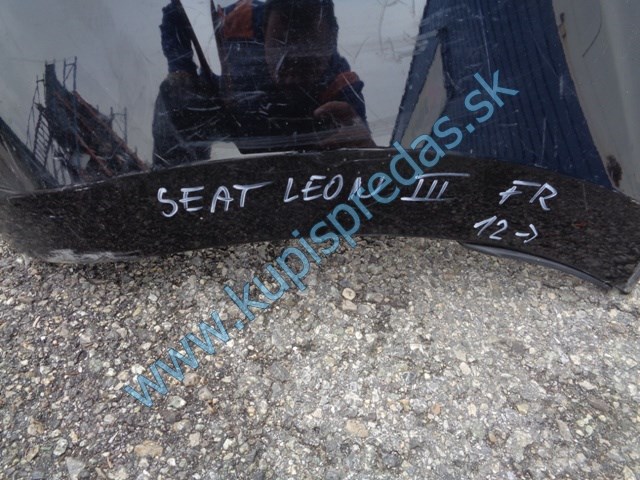 SEAT LEON III FR
12->
www.kupispredas.sk